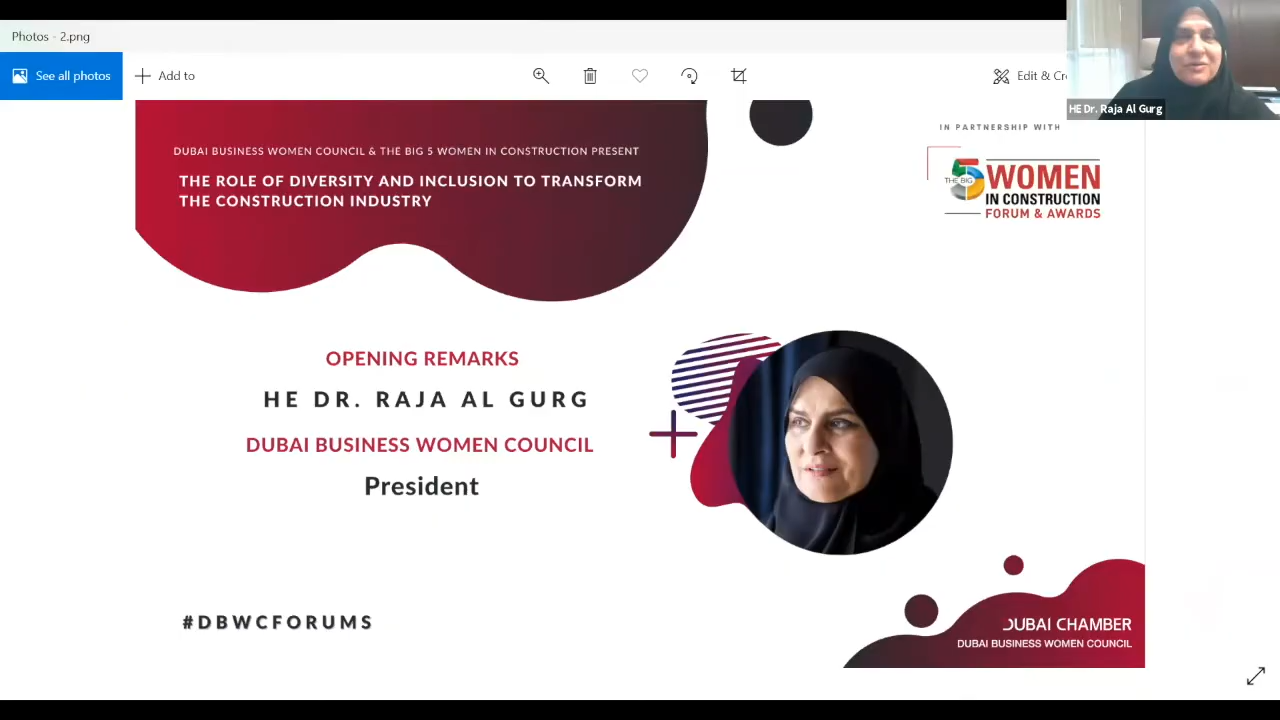 Photos - 2.png
See all photos
Add to
Edit & Cr
HE Dr. Raja Al Gurg
IN PARTNERSHIP WITH
DUBAI BUSINESS WOMEN COUNCIL & THE BIG 5 WOMEN IN CONSTRUCTION PRESENT
THE ROLE OF DIVERSITY AND INCLUSION TO TRANSFORM
THE CONSTRUCTION INDUSTRY
THE BIG 5 WOMEN
IN CONSTRUCTION
FORUM & AWARDS
OPENING REMARKS
HE DR. RAJA AL GURG
DUBAI BUSINESS WOMEN COUNCIL
President
#DBWCFORUMS
DUBAI CHAMBER
DUBAI BUSINESS WOMEN COUNCIL